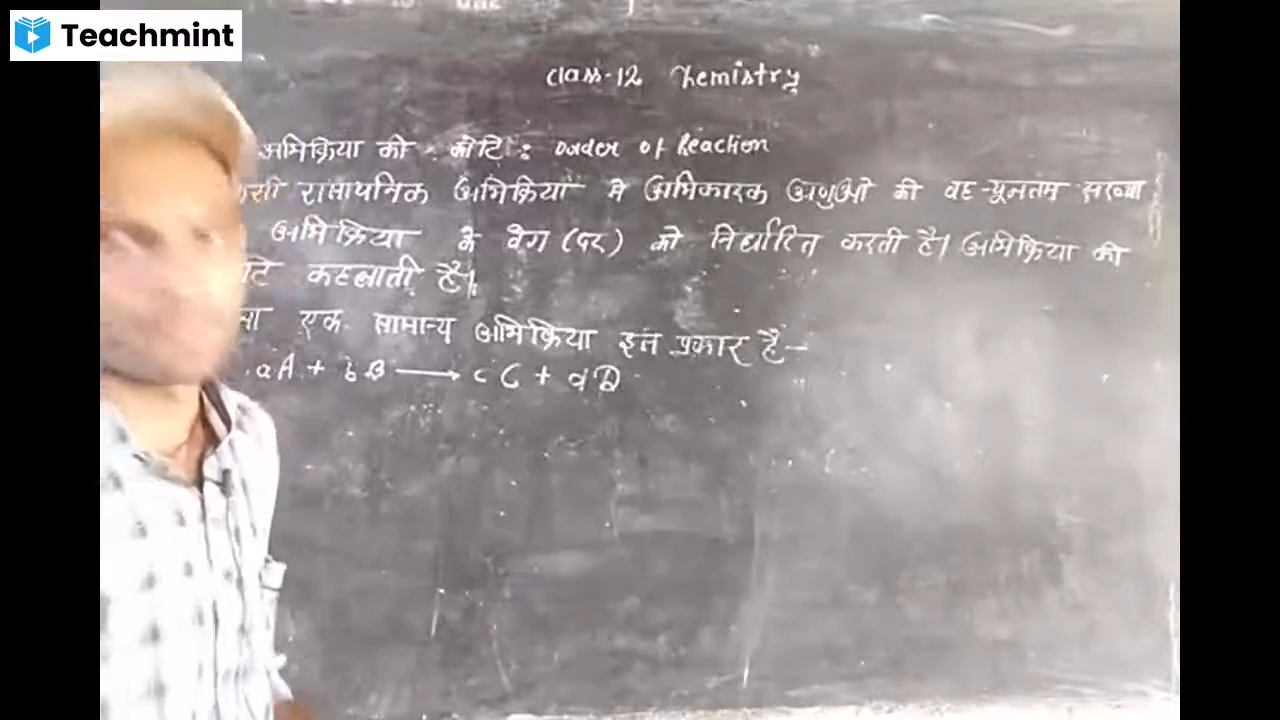 Teachmint
Class-12 Chemistry
अभिक्रिया की कोटि : Order of Reaction
रासायनिक अभिक्रिया मे अभिकारक अणुओ की वह न्यूनतम संख्या
अभिक्रिया के वेग (दर) को निर्धारित करती है। अभिक्रिया की
कहलाती है।
एक सामान्य अभिक्रिया इस प्रकार है-
aA + bB → cC + dD